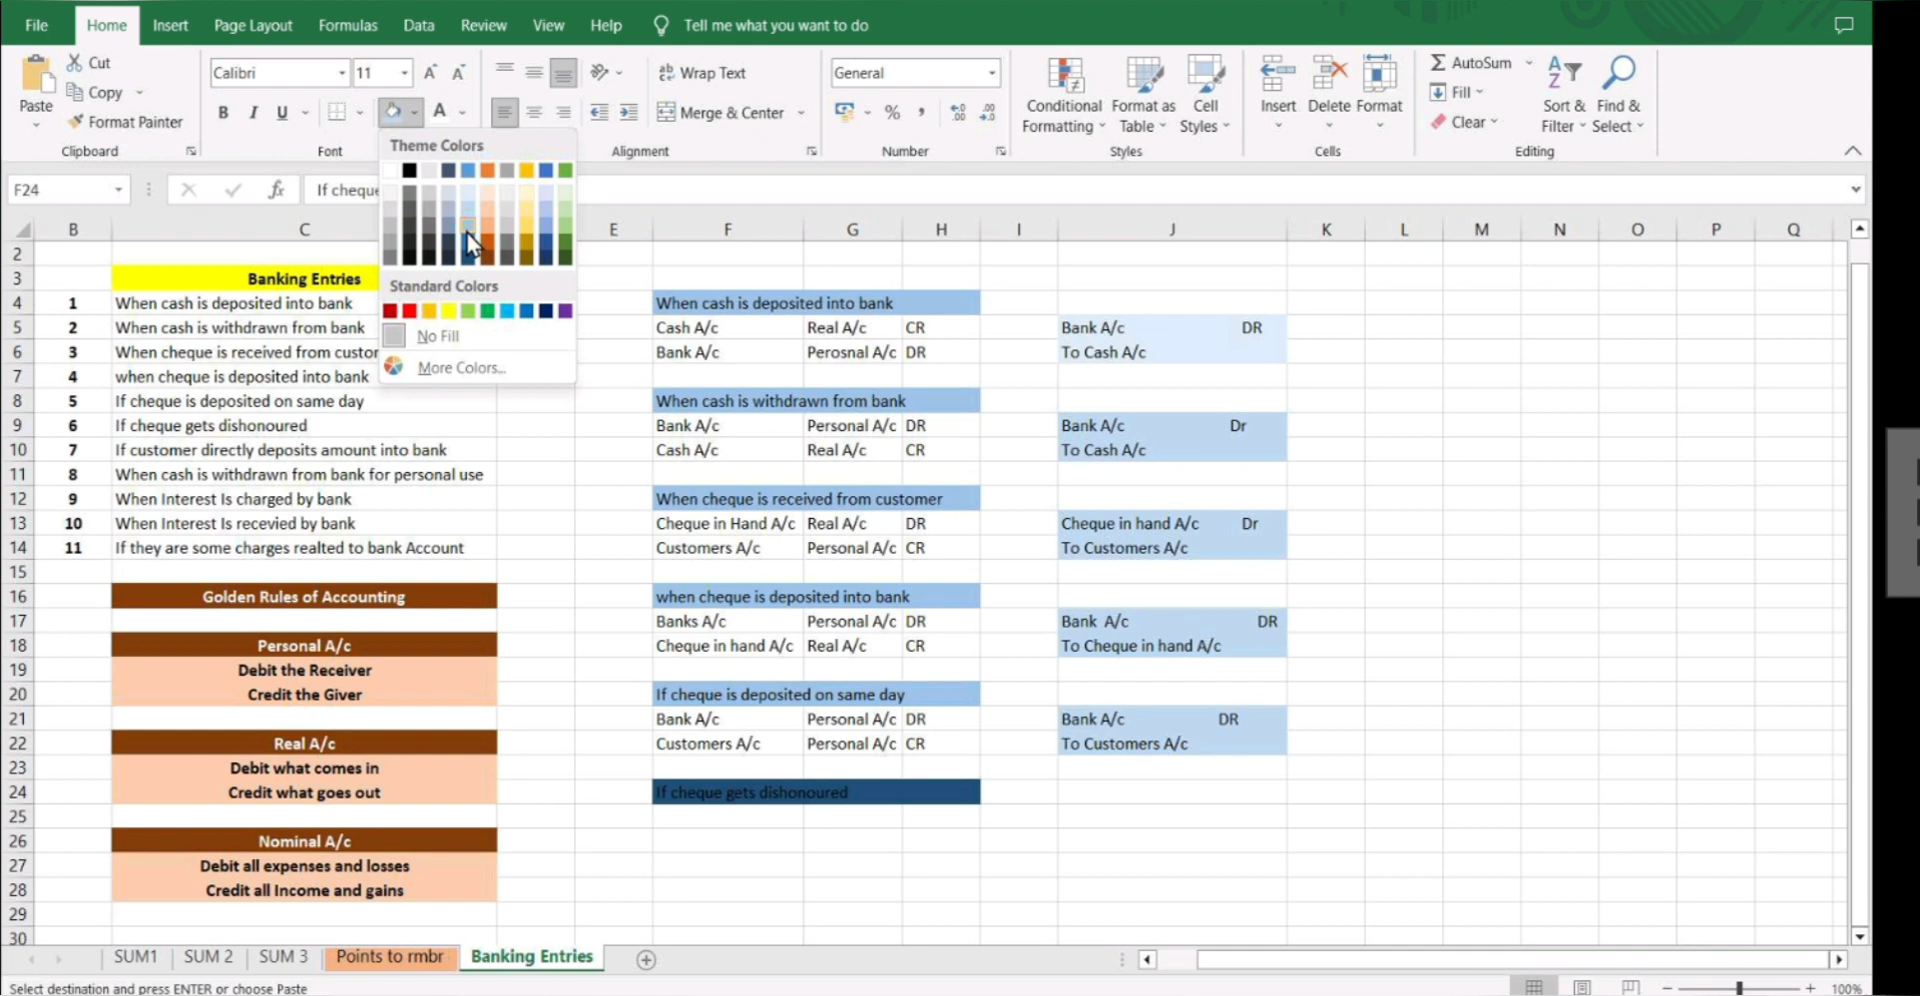 File Home Insert Page Layout Formulas Data Review View Help Tell me what you want to do
Paste
Cut
Copy
Format Painter
Clipboard
Calibri 11
B I U A
Font
Wrap Text
Merge & Center
Alignment
General
%
Number
Conditional Formatting
Format as Table
Cell Styles
Styles
Insert Delete Format
Cells
AutoSum
Fill
Clear
Sort & Filter
Find & Select
Editing
F24 fx If cheque
Theme Colors
Standard Colors
No Fill
More Colors...
B C E F G H I J K L M N O P Q
2
3 Banking Entries
4 1 When cash is deposited into bank When cash is deposited into bank
5 2 When cash is withdrawn from bank Cash A/c Real A/c CR Bank A/c DR
6 3 When cheque is received from custor Bank A/c Perosnal A/c DR To Cash A/c
7 4 when cheque is deposited into bank
8 5 If cheque is deposited on same day When cash is withdrawn from bank
9 6 If cheque gets dishonoured Bank A/c Personal A/c DR Bank A/c Dr
10 7 If customer directly deposits amount into bank Cash A/c Real A/c CR To Cash A/c
11 8 When cash is withdrawn from bank for personal use
12 9 When Interest Is charged by bank When cheque is received from customer
13 10 When Interest Is recevied by bank Cheque in Hand A/c Real A/c DR Cheque in hand A/c Dr
14 11 If they are some charges realted to bank Account Customers A/c Personal A/c CR To Customers A/c
15
16 Golden Rules of Accounting when cheque is deposited into bank
17 Banks A/c Personal A/c DR Bank A/c DR
18 Personal A/c Cheque in hand A/c Real A/c CR To Cheque in hand A/c
19 Debit the Receiver
20 Credit the Giver If cheque is deposited on same day
21 Bank A/c Personal A/c DR Bank A/c DR
22 Real A/c Customers A/c Personal A/c CR To Customers A/c
23 Debit what comes in
24 Credit what goes out If cheque gets dishonoured
25
26 Nominal A/c
27 Debit all expenses and losses
28 Credit all Income and gains
29
30
SUM1 SUM 2 SUM 3 Points to rmbr Banking Entries
Select destination and press ENTER or choose Paste 100%